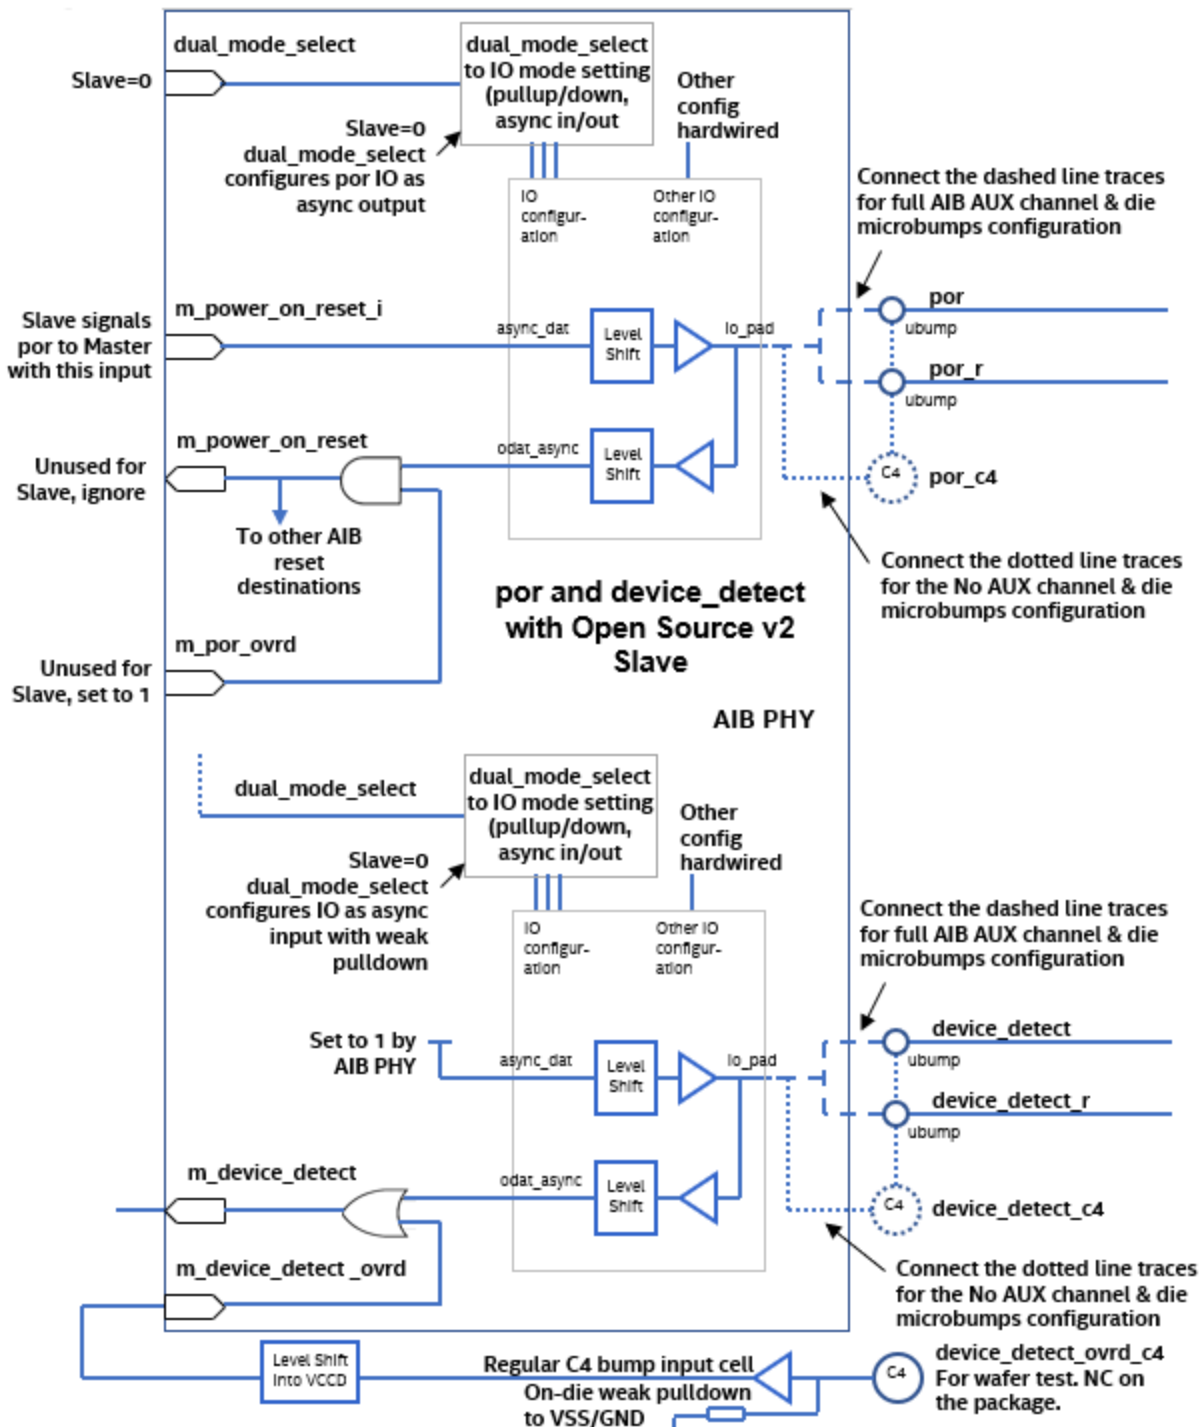 dual_mode_select
Slave=0
dual_mode_select
to IO mode setting
(pullup/down,
async in/out
Other
config
hardwired
Slave=0
dual_mode_select
configures por IO as
async output
IO
configur-
ation
Other IO
configur-
ation
Connect the dashed line traces
for full AIB AUX channel & die
microbumps configuration
m_power_on_reset_i
Slave signals
por to Master
with this input
async_dat
Level
Shift
Io_pad
por
ubump
por_r
ubump
m_power_on_reset
Unused for
Slave, ignore
odat_async
Level
Shift
C4
por_c4
To other AIB
reset
destinations
Connect the dotted line traces
for the No AUX channel & die
microbumps configuration
por and device_detect
with Open Source v2
Slave
m_por_ovrd
Unused for
Slave, set to 1
AIB PHY
dual_mode_select
dual_mode_select
to IO mode setting
(pullup/down,
async in/out
Other
config
hardwired
Slave=0
dual_mode_select
configures IO as async
input with weak
pulldown
IO
configur-
ation
Other IO
configur-
ation
Connect the dashed line traces
for full AIB AUX channel & die
microbumps configuration
Set to 1 by
AIB PHY
async_dat
Level
Shift
Io_pad
device_detect
ubump
device_detect_r
ubump
m_device_detect
odat_async
Level
Shift
C4
device_detect_c4
m_device_detect _ovrd
Connect the dotted line traces
for the No AUX channel & die
microbumps configuration
Level Shift
Into VCCD
Regular C4 bump input cell
On-die weak pulldown
to VSS/GND
C4
device_detect_ovrd_c4
For wafer test. NC on
the package.